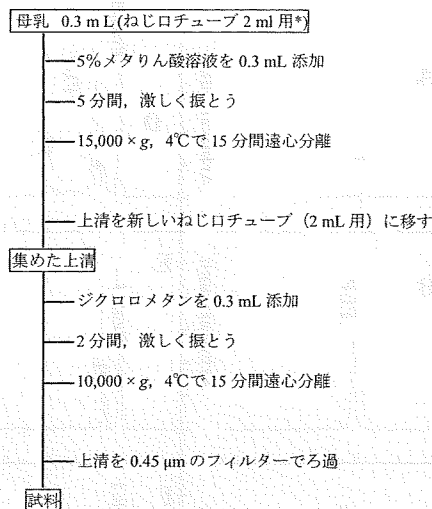 母乳 0.3 mL (ねじ口チューブ 2 ml 用*)
5%メタりん酸溶液を 0.3 mL 添加
5 分間，激しく振とう
15,000 × g, 4℃で 15 分間遠心分離
上清を新しいねじ口チューブ（2 mL 用）に移す
集めた上清
ジクロロメタンを 0.3 mL 添加
2 分間，激しく振とう
10,000 × g, 4℃で 15 分間遠心分離
上清を 0.45 μm のフィルターでろ過
試料